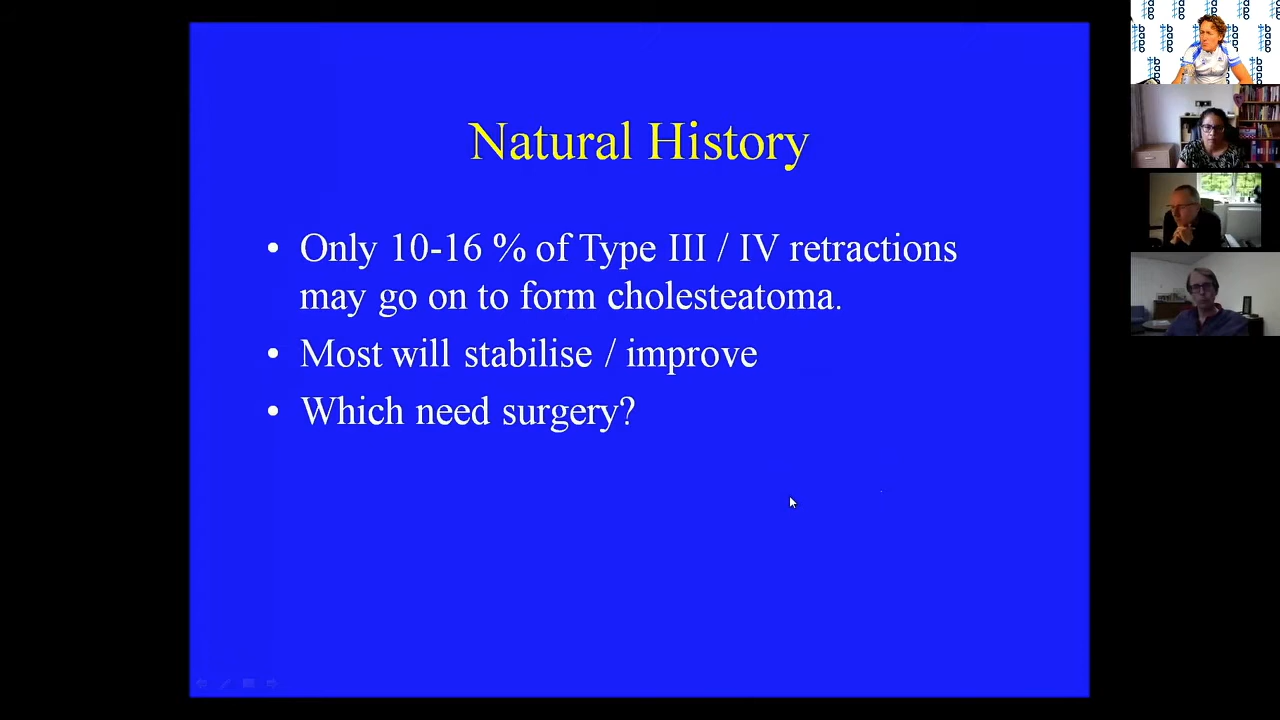 Natural History
• Only 10-16 % of Type III / IV retractions
may go on to form cholesteatoma.
• Most will stabilise / improve
• Which need surgery?